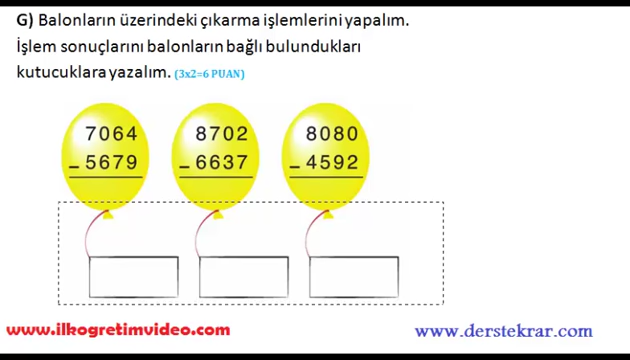 G) Balonların üzerindeki çıkarma işlemlerini yapalım.
İşlem sonuçlarını balonların bağlı bulundukları
kutucuklara yazalım. (3x2=6 PUAN)
7064 8702 8080
- 5679 - 6637 - 4592
www.ilkogretimvideo.com www.derstekrar.com